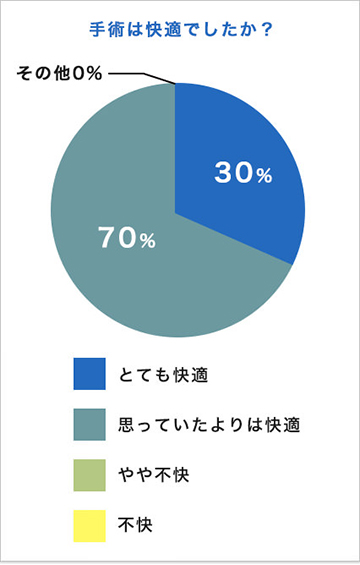 手術は快適でしたか？
その他0%
30%
70%
とても快適
思っていたよりは快適
やや不快
不快